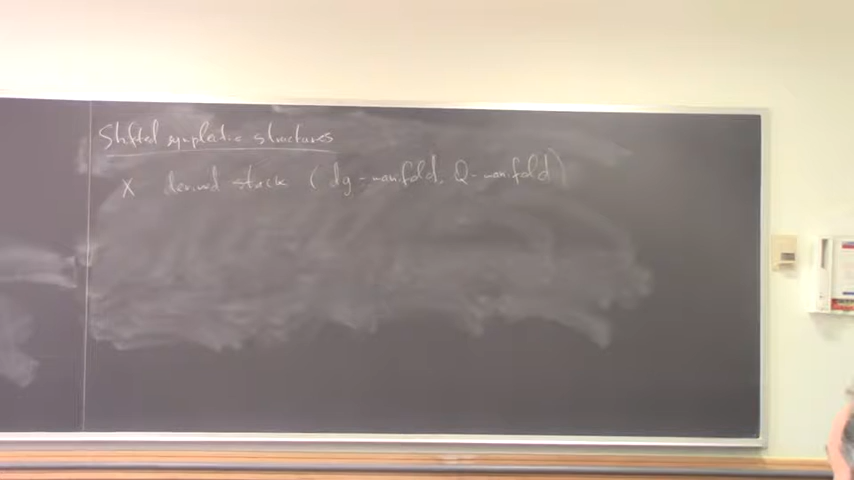 Shifted symplectic structures
X derived stack (dg-manifold, Q-manifold)